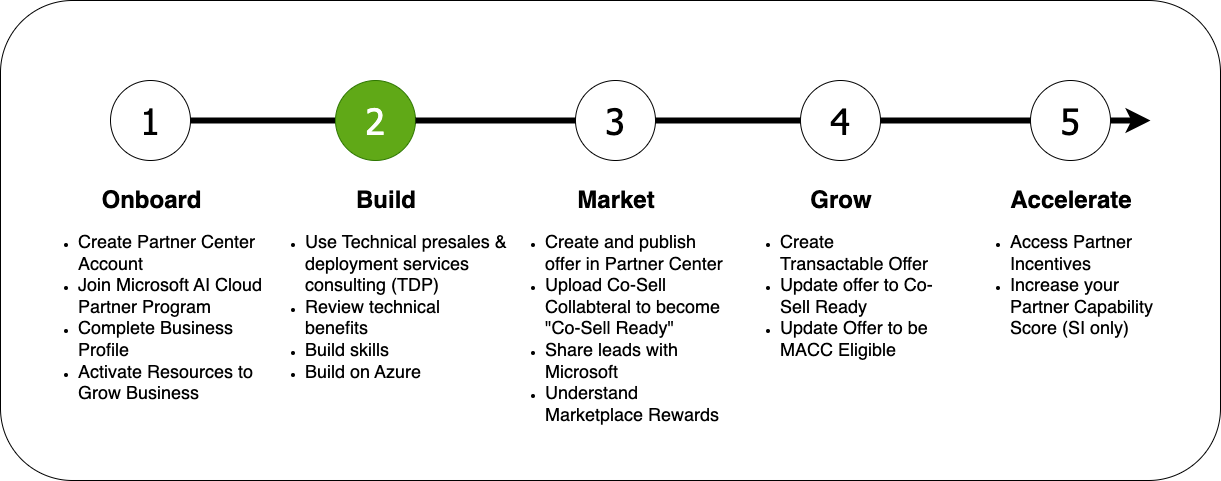 1
2
3
4
5
Onboard
• Create Partner Center
Account
• Join Microsoft AI Cloud
Partner Program
• Complete Business
Profile
• Activate Resources to
Grow Business
Build
• Use Technical presales &
deployment services
consulting (TDP)
• Review technical
benefits
• Build skills
• Build on Azure
Market
• Create and publish
offer in Partner Center
• Upload Co-Sell
Collabteral to become
"Co-Sell Ready"
• Share leads with
Microsoft
• Understand
Marketplace Rewards
Grow
• Create
Transactable Offer
• Update offer to Co-
Sell Ready
• Update Offer to be
MACC Eligible
Accelerate
• Access Partner
Incentives
• Increase your
Partner Capability
Score (SI only)